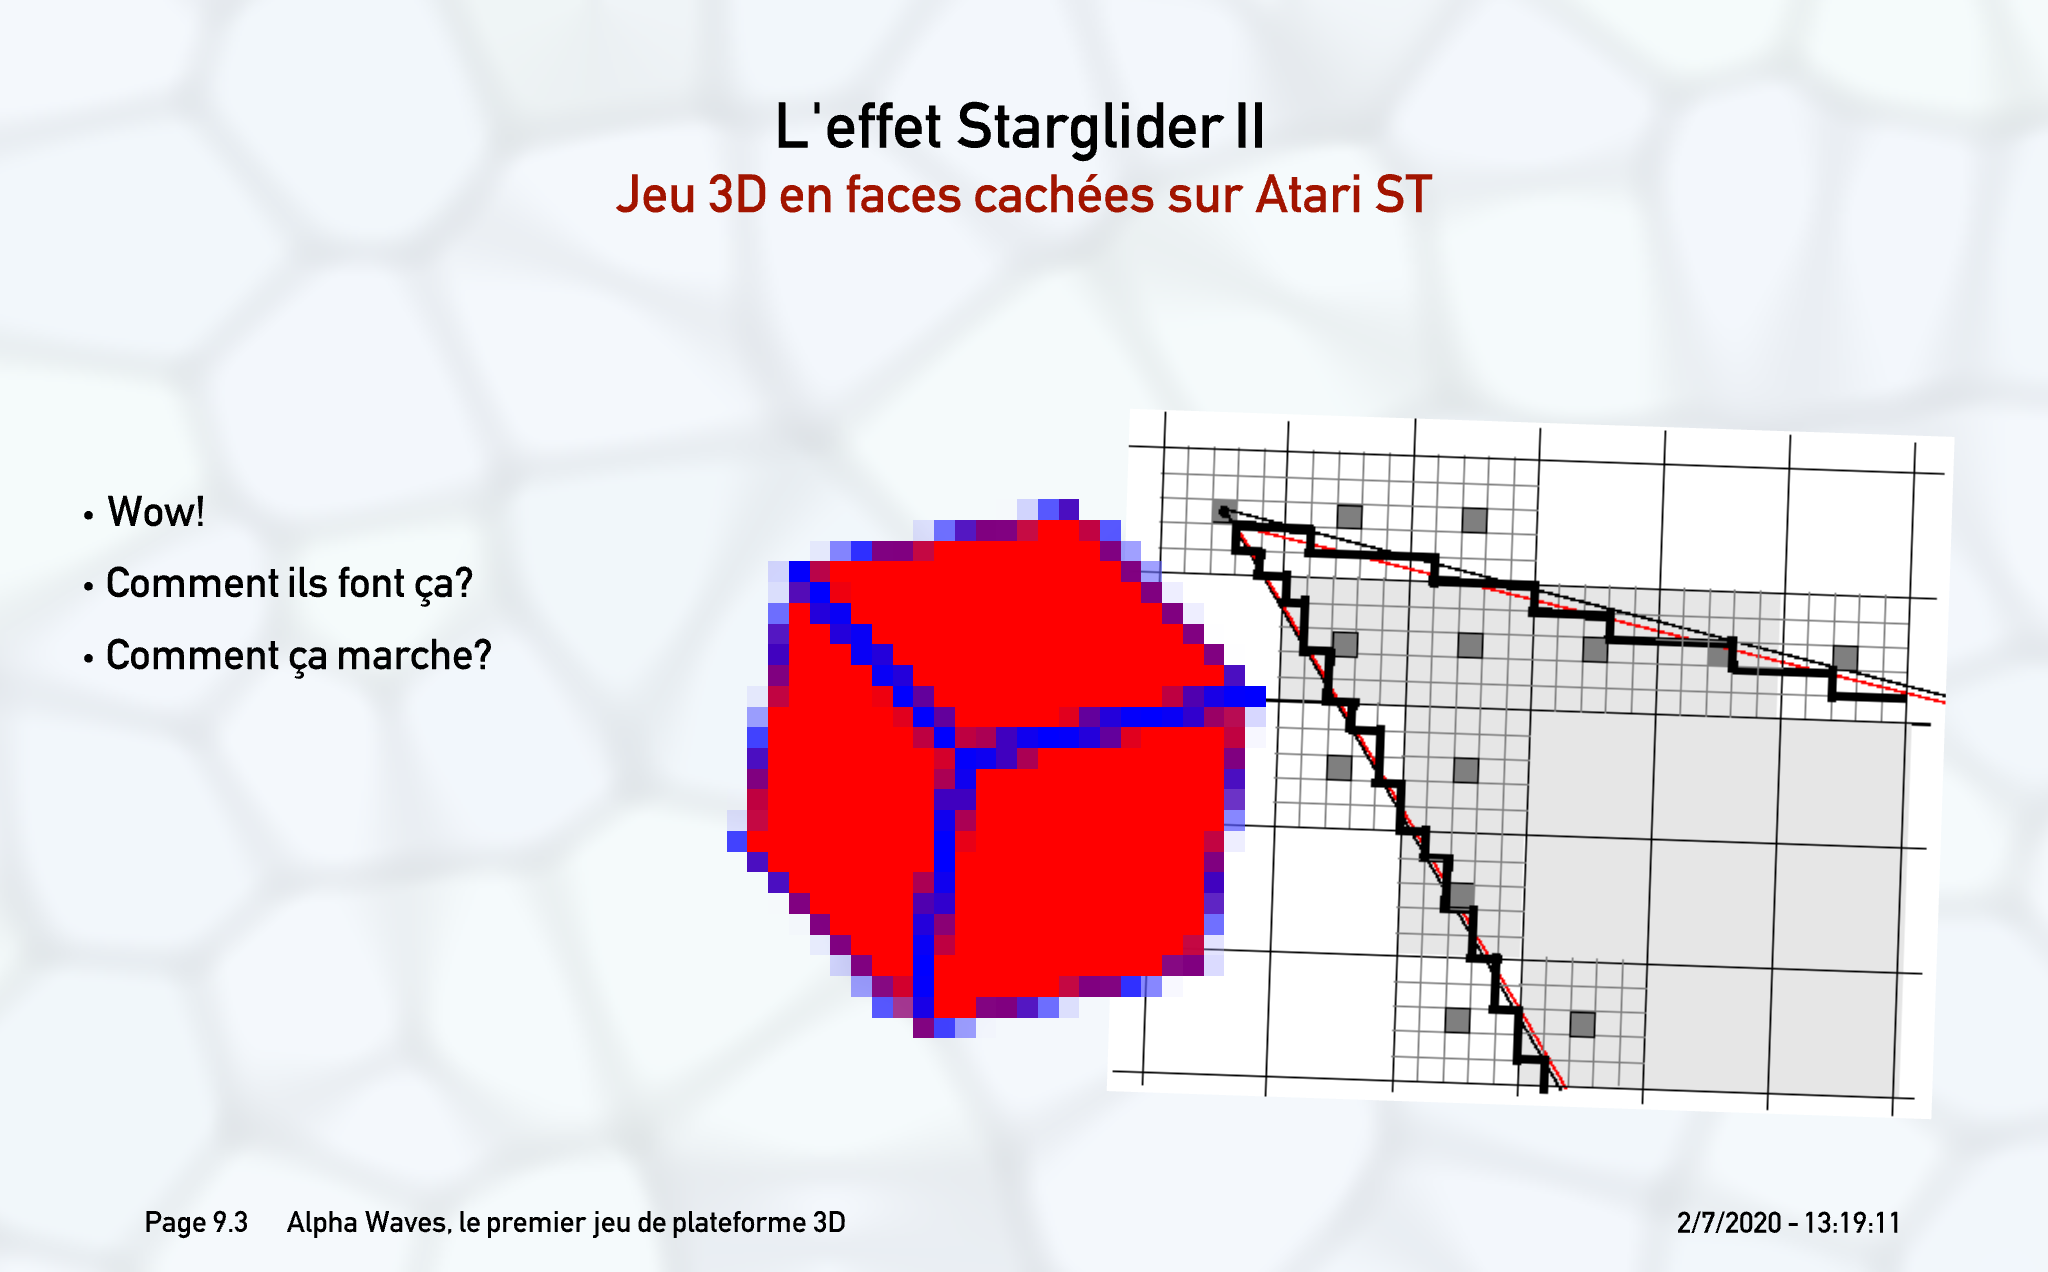 L'effet Starglider II
Jeu 3D en faces cachées sur Atari ST
• Wow!
• Comment ils font ça?
• Comment ça marche?
Page 9.3 Alpha Waves, le premier jeu de plateforme 3D 2/7/2020 - 13:19:11